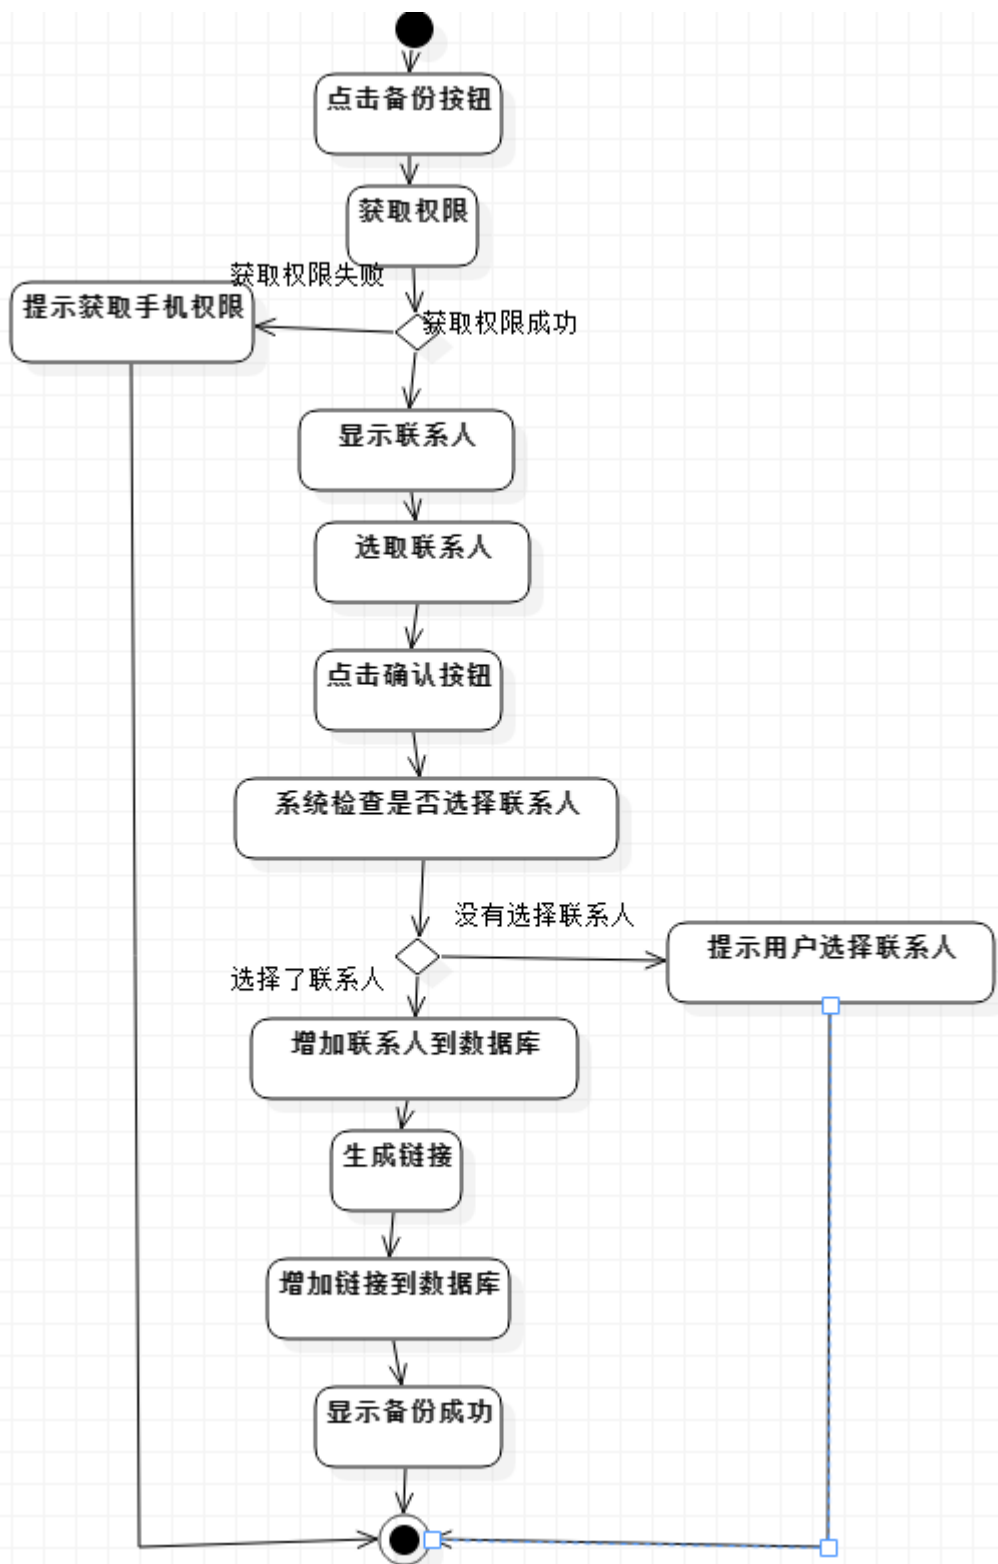 点击备份按钮
获取权限
获取权限失败
提示获取手机权限
获取权限成功
显示联系人
选取联系人
点击确认按钮
系统检查是否选择联系人
没有选择联系人
提示用户选择联系人
选择了联系人
增加联系人到数据库
生成链接
增加链接到数据库
显示备份成功